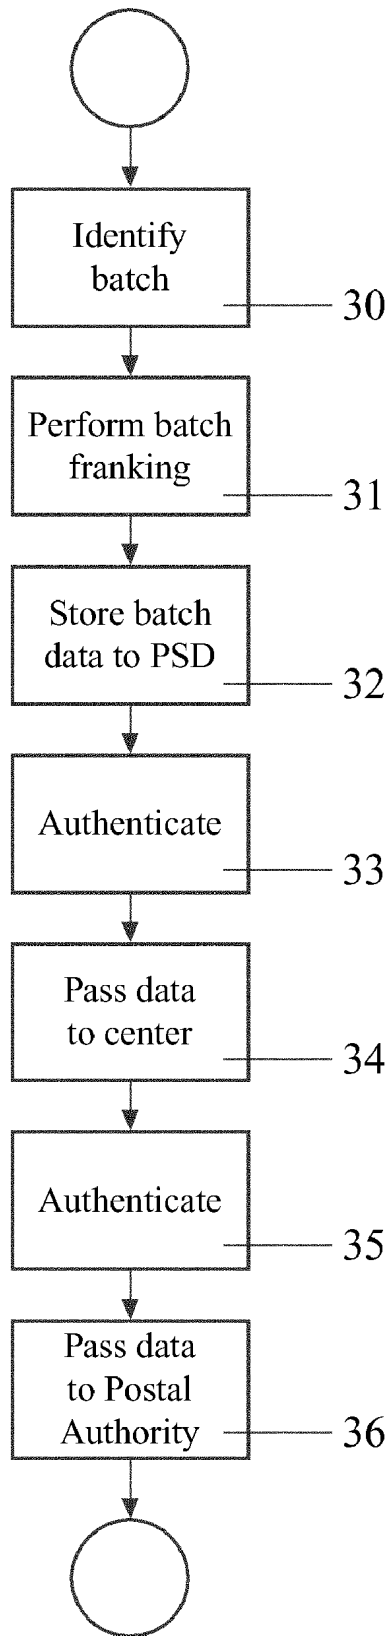 Identify
batch
30
Perform batch
franking
31
Store batch
data to PSD
32
Authenticate
33
Pass data
to center
34
Authenticate
35
Pass data
to Postal
Authority
36